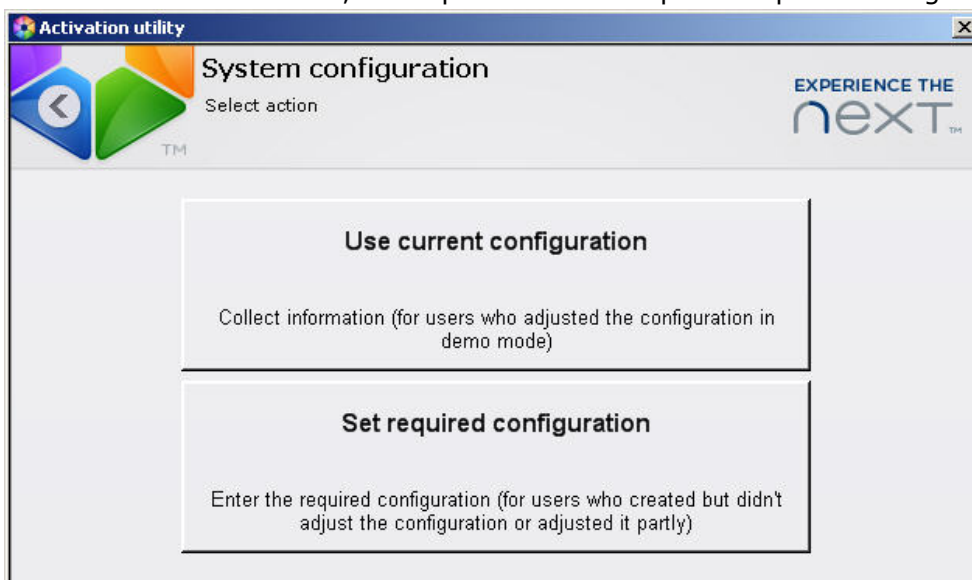 Activation utility
System configuration
Select action
EXPERIENCE THE
next™
TM
Use current configuration
Collect information (for users who adjusted the configuration in
demo mode)
Set required configuration
Enter the required configuration (for users who created but didn't
adjust the configuration or adjusted it partly)